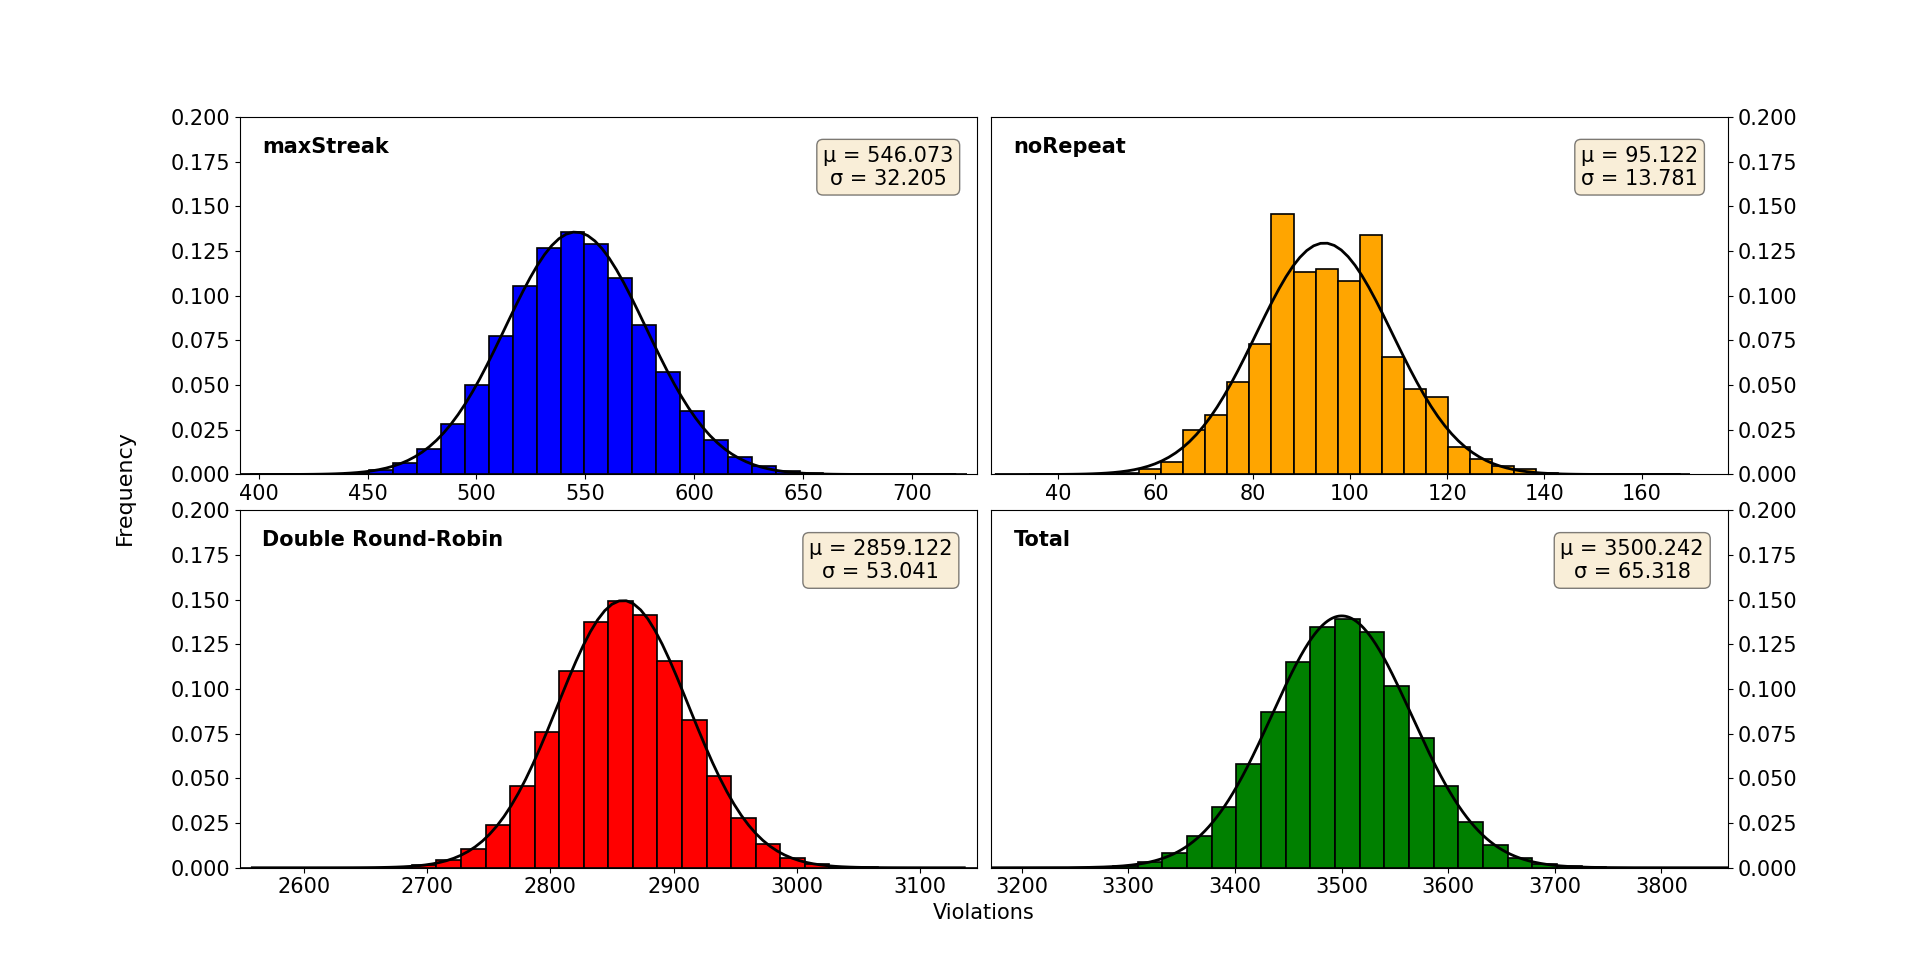 maxStreak
μ = 546.073
σ = 32.205
0.200
0.175
0.150
0.125
0.100
0.075
0.050
0.025
0.000
400 450 500 550 600 650 700
noRepeat
μ = 95.122
σ = 13.781
0.200
0.175
0.150
0.125
0.100
0.075
0.050
0.025
0.000
40 60 80 100 120 140 160
Frequency
Double Round-Robin
μ = 2859.122
σ = 53.041
0.200
0.175
0.150
0.125
0.100
0.075
0.050
0.025
0.000
2600 2700 2800 2900 3000 3100
Total
μ = 3500.242
σ = 65.318
0.200
0.175
0.150
0.125
0.100
0.075
0.050
0.025
0.000
3200 3300 3400 3500 3600 3700 3800
Violations